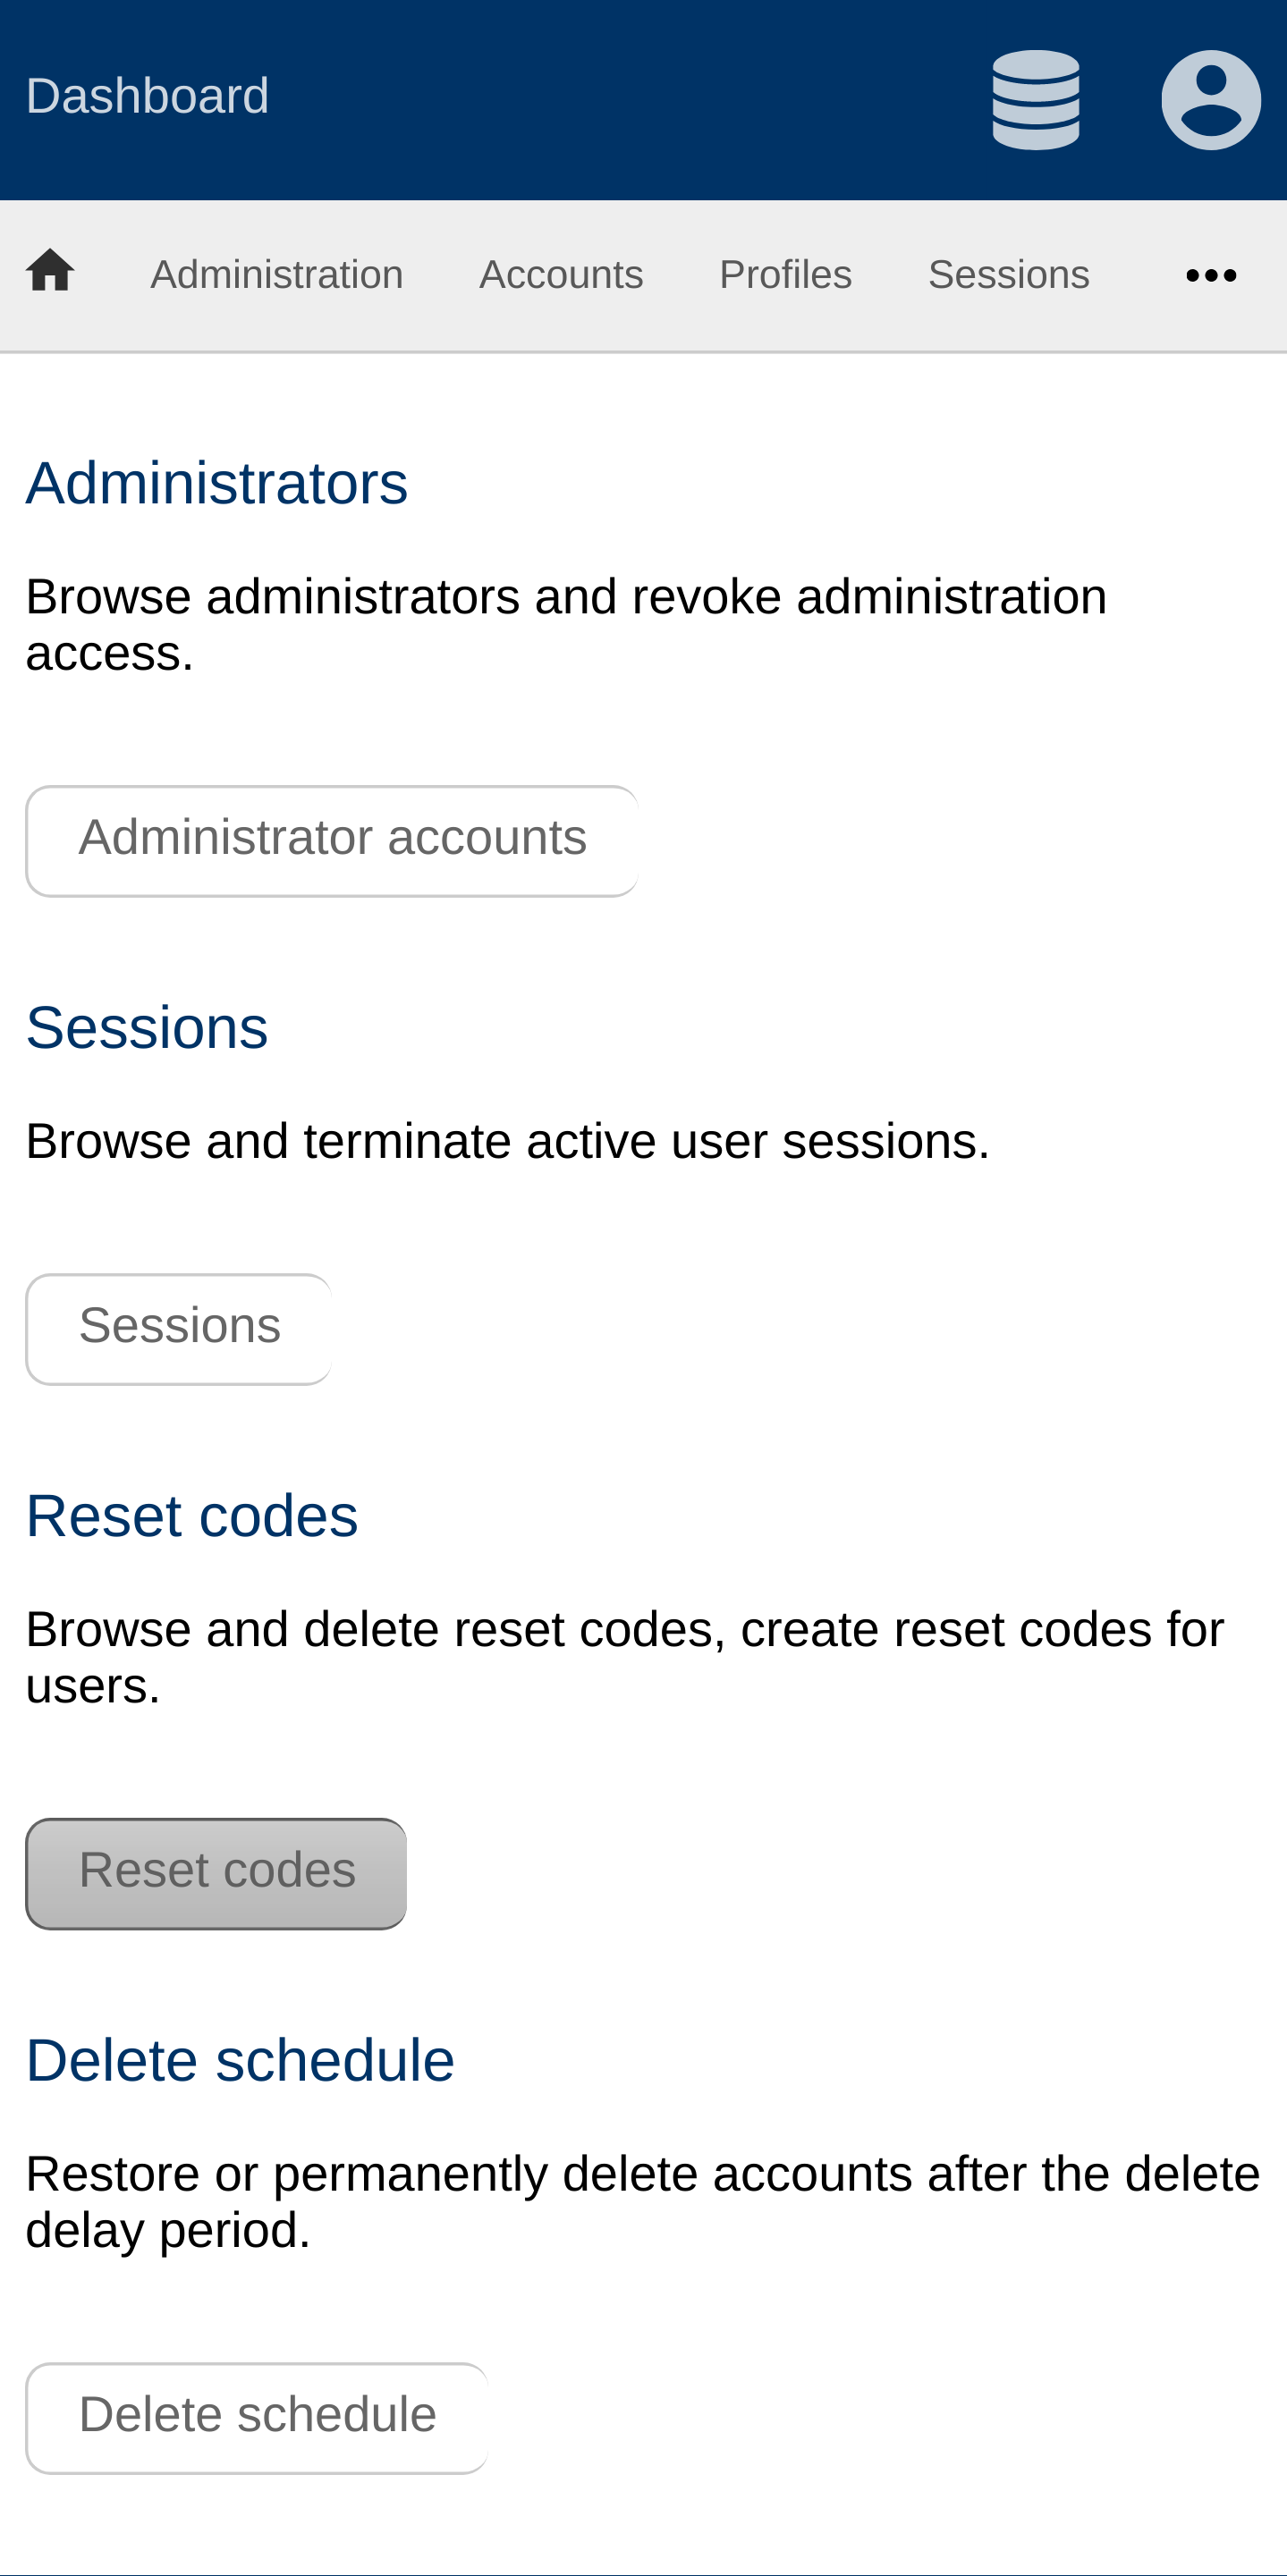 Dashboard
Administration Accounts Profiles Sessions
Administrators
Browse administrators and revoke administration
access.
Administrator accounts
Sessions
Browse and terminate active user sessions.
Sessions
Reset codes
Browse and delete reset codes, create reset codes for
users.
Reset codes
Delete schedule
Restore or permanently delete accounts after the delete
delay period.
Delete schedule